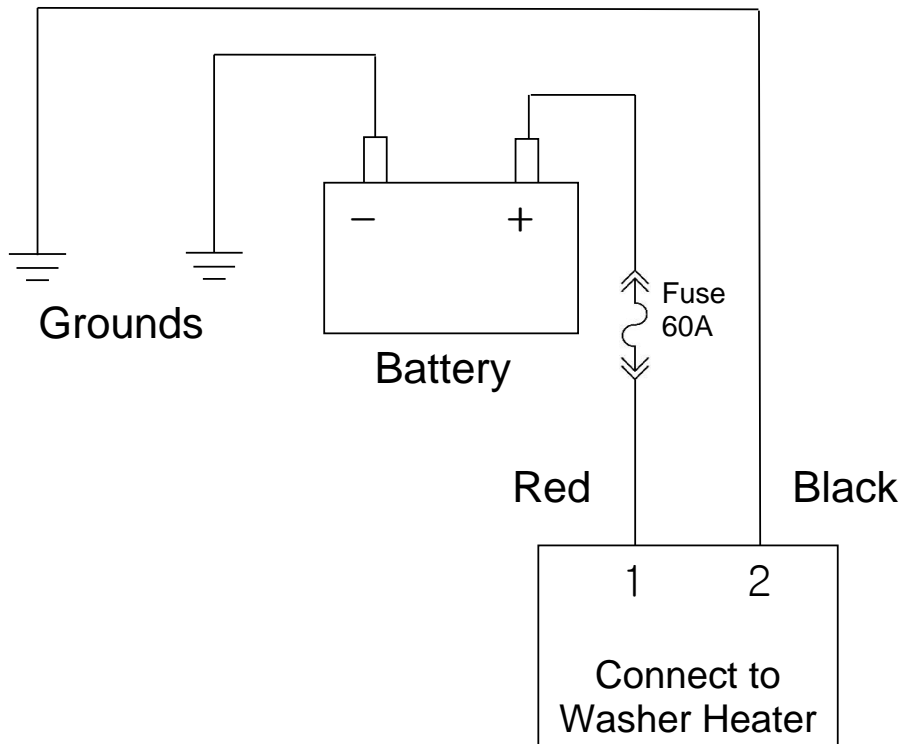 − +
Grounds
Battery
Fuse
60A
Red
Black
1 2
Connect to
Washer Heater